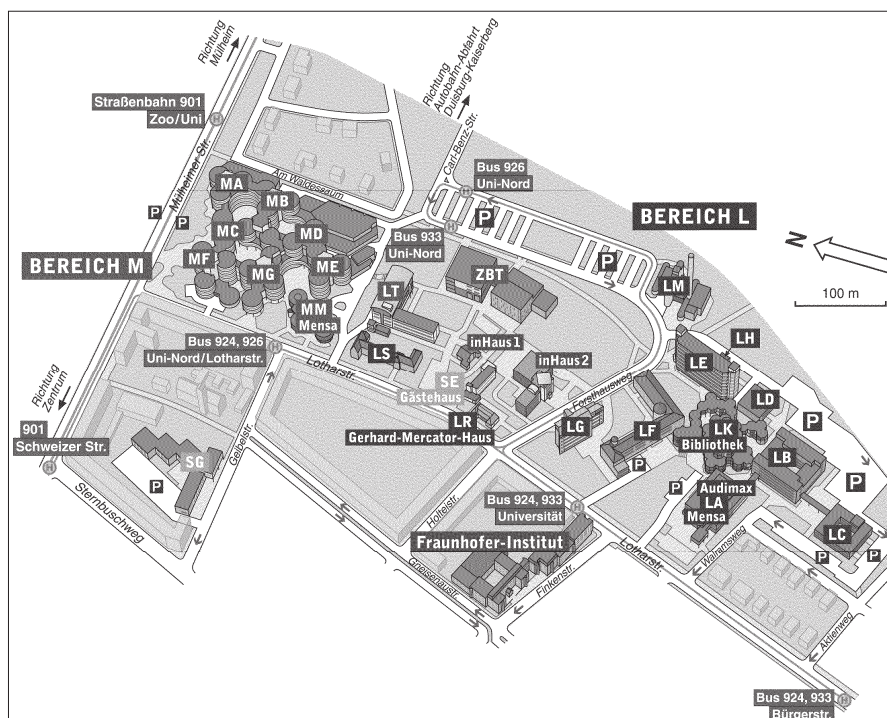 Richtung
Mülheim
Straßenbahn 901
Zoo/Uni
H
Mülheimer Str.
P
P
BEREICH M
Richtung
Autobahn-Abfahrt
Duisburg-Kaiserberg
Carl-Benz-Str.
Bus 926
Uni-Nord
H
Am Waldessaum
MA
MB
MC
MD
MF
MG
ME
MM
Mensa
Bus 933
Uni-Nord
H
P
P
BEREICH L
N
100 m
ZBT
LT
LM
LS
inHaus1
inHaus2
SE
Gästehaus
LR
Gerhard-Mercator-Haus
LH
LE
LD
LG
LF
LK
Bibliothek
LB
P
P
P
P
Audimax
LA
Mensa
LC
P
P
Forsthausweg
Bus 924, 926
Uni-Nord/Lotharstr.
H
Lotharstr.
Richtung
Zentrum
901
Schweizer Str.
H
SG
P
Geibelstr.
Sternbuschweg
Holteistr.
Bus 924, 933
Universität
H
Fraunhofer-Institut
Lotharstr.
Walramsweg
Grieisenaustr.
Finkenstr.
Aktienweg
Bus 924, 933
Bürgerstr.
H